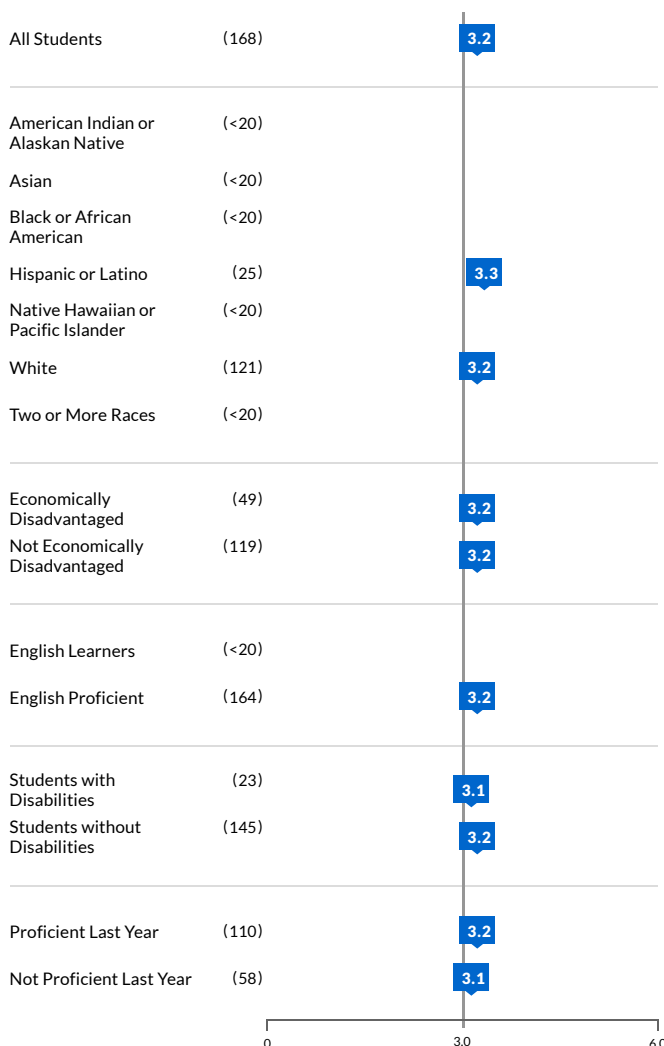 All Students (168) 3.2
American Indian or (<20)
Alaskan Native
Asian (<20)
Black or African (<20)
American
Hispanic or Latino (25) 3.3
Native Hawaiian or (<20)
Pacific Islander
White (121) 3.2
Two or More Races (<20)
Economically (49) 3.2
Disadvantaged
Not Economically (119) 3.2
Disadvantaged
English Learners (<20)
English Proficient (164) 3.2
Students with (23) 3.1
Disabilities
Students without (145) 3.2
Disabilities
Proficient Last Year (110) 3.2
Not Proficient Last Year (58) 3.1
0 3.0 6.0